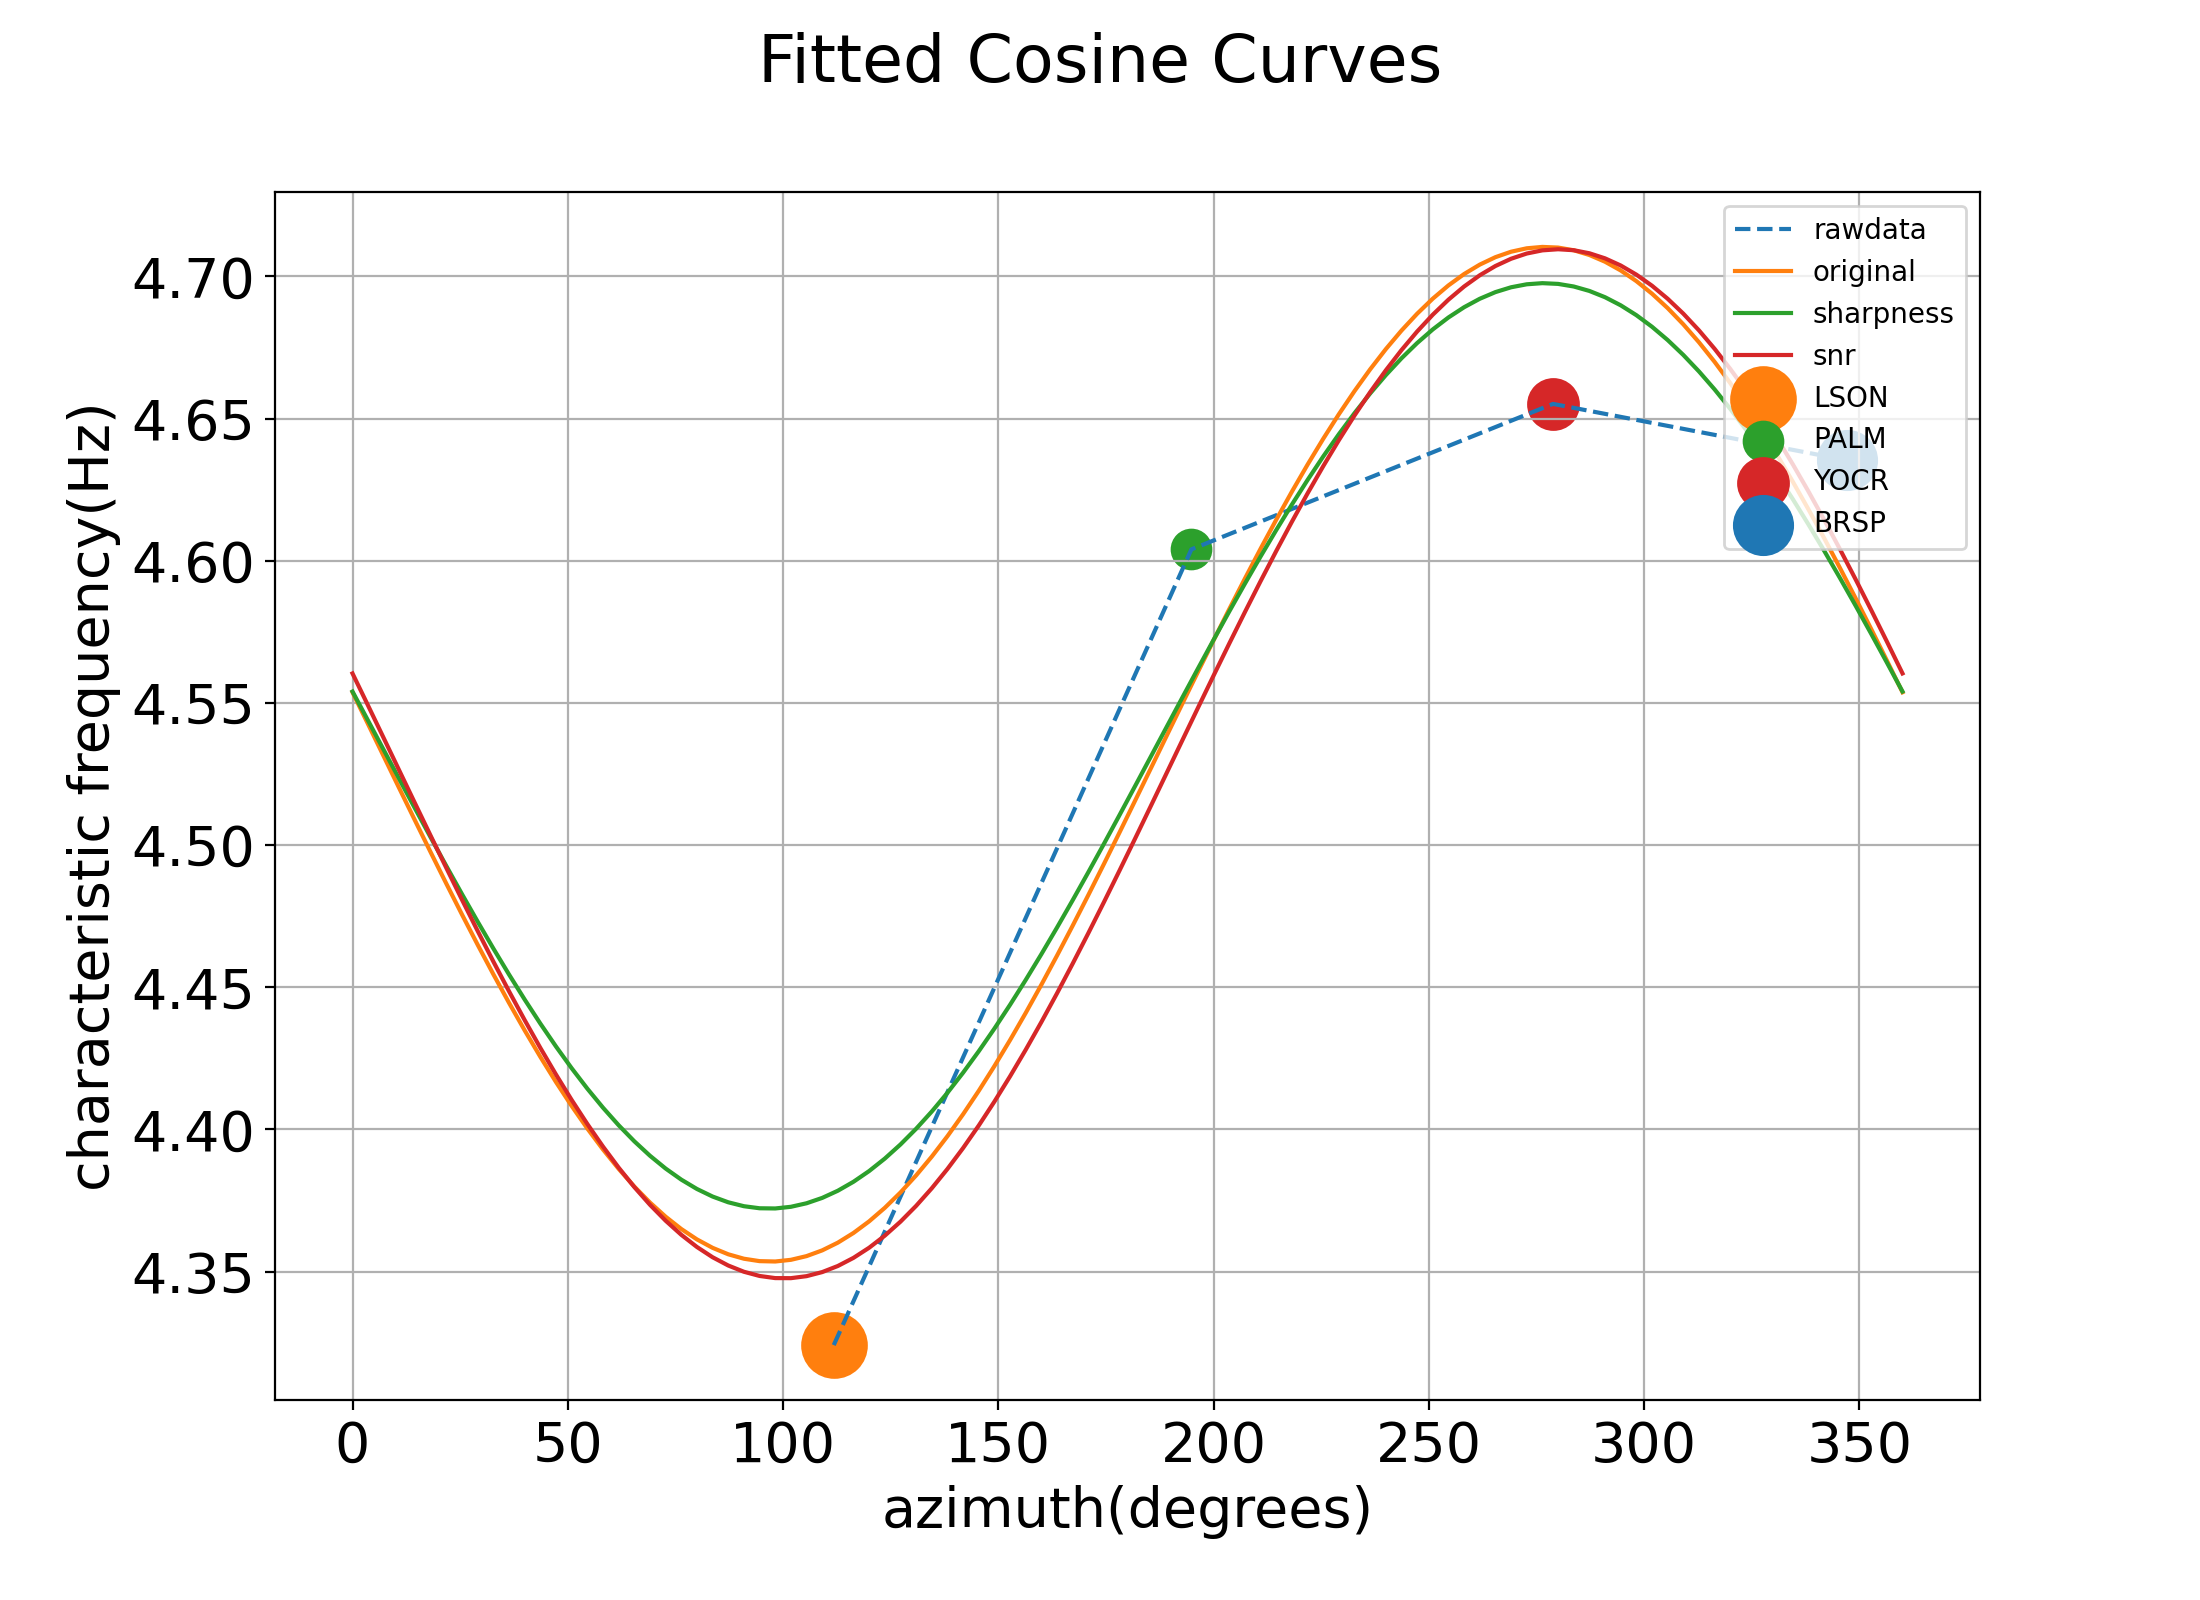 Fitted Cosine Curves
characteristic frequency(Hz)
4.70
4.65
4.60
4.55
4.50
4.45
4.40
4.35
rawdata
original
sharpness
snr
LSON
PALM
YOCR
BRSP
0 50 100 150 200 250 300 350
azimuth(degrees)